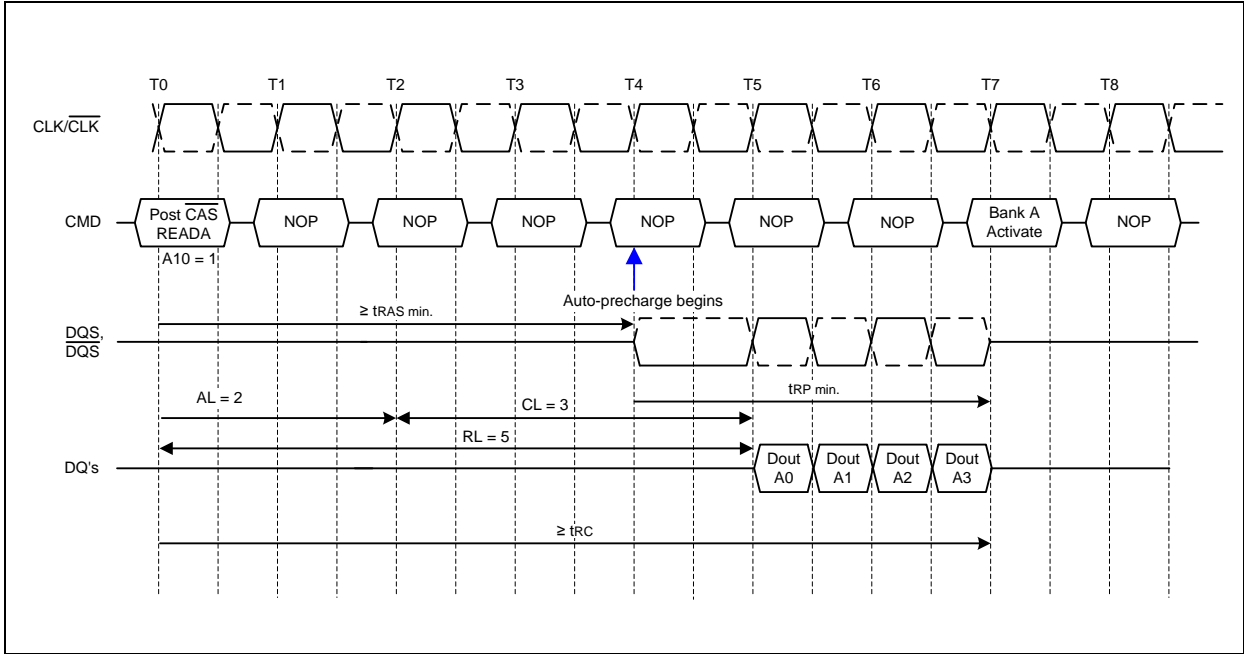 T0 T1 T2 T3 T4 T5 T6 T7 T8
CLK/CLK
CMD
Post CAS
READA
NOP
NOP
NOP
NOP
NOP
NOP
Bank A
Activate
NOP
A10 = 1
Auto-precharge begins
≥ tRAS min.
DQS,
DQS
tRP min.
AL = 2
CL = 3
RL = 5
DQ's
Dout
A0
Dout
A1
Dout
A2
Dout
A3
≥ tRC